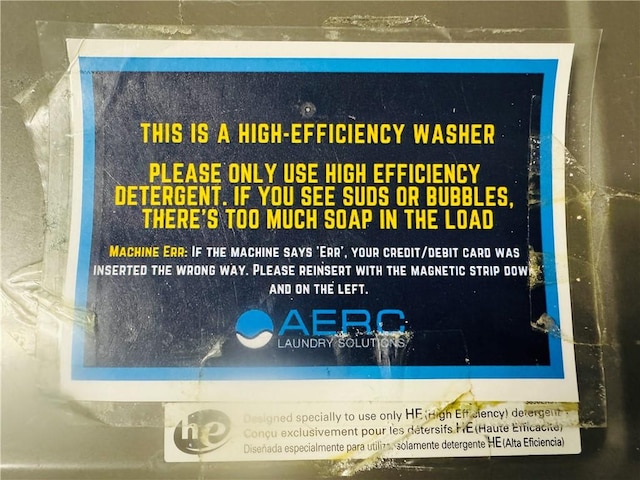 THIS IS A HIGH-EFFICIENCY WASHER
PLEASE ONLY USE HIGH EFFICIENCY
DETERGENT. IF YOU SEE SUDS OR BUBBLES,
THERE'S TOO MUCH SOAP IN THE LOAD
MACHINE ERR: IF THE MACHINE SAYS 'ERR', YOUR CREDIT/DEBIT CARD WAS
INSERTED THE WRONG WAY. PLEASE REINSERT WITH THE MAGNETIC STRIP DOWN
AND ON THE LEFT.
AERC
LAUNDRY SOLUTIONS
he
Designed specially to use only HE (High Efficiency) detergent
Conçu exclusivement pour les détersifs HE (Haute Efficacité)
Diseñada especialmente para utilizar solamente detergente HE (Alta Eficiencia)